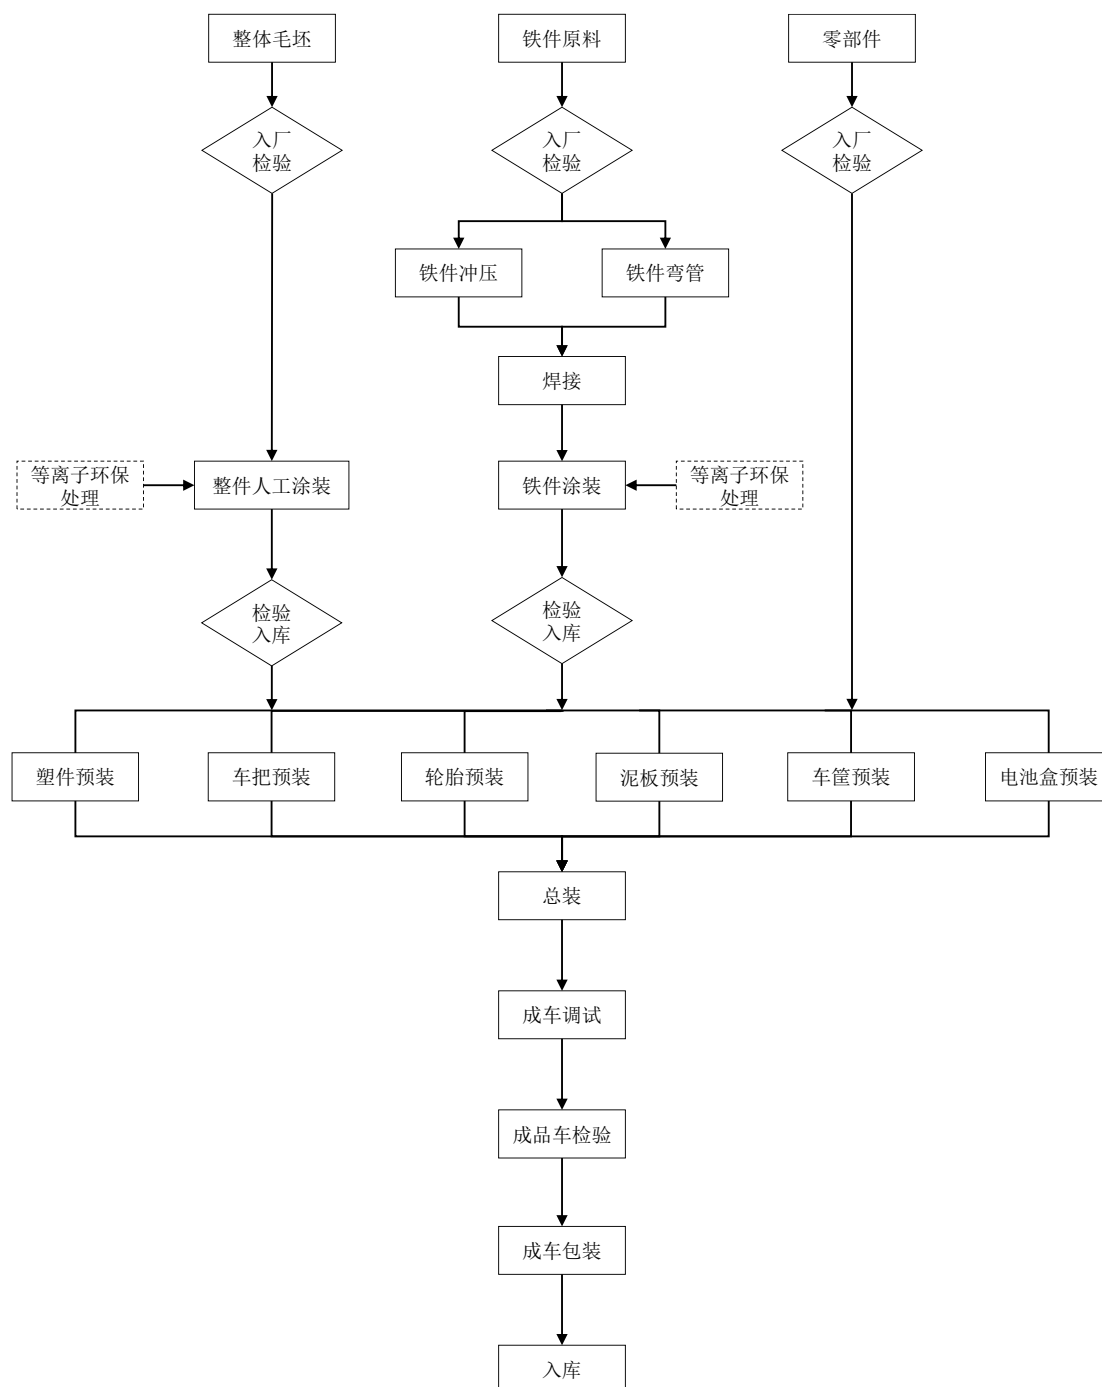 整体毛坯
铁件原料
零部件
入厂
检验
入厂
检验
入厂
检验
铁件冲压
铁件弯管
焊接
等离子环保
处理
整件人工涂装
铁件涂装
等离子环保
处理
检验
入库
检验
入库
塑件预装
车把预装
轮胎预装
泥板预装
车筐预装
电池盒预装
总装
成车调试
成品车检验
成车包装
入库